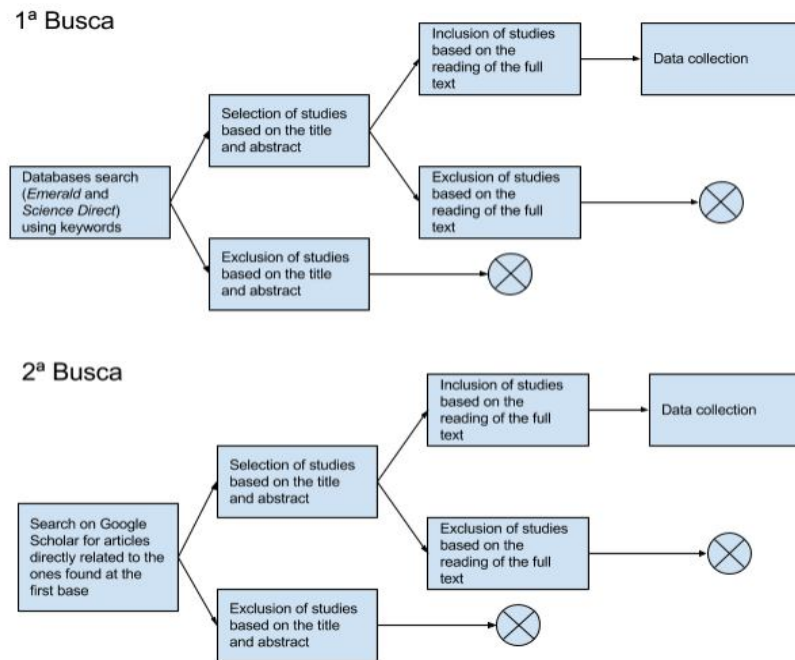 1ª Busca
Inclusion of studies
based on the
reading of the full
text
Data collection
Selection of studies
based on the title
and abstract
Databases search
(Emerald and
Science Direct)
using keywords
Exclusion of studies
based on the
reading of the full
text
Exclusion of studies
based on the title
and abstract
2ª Busca
Inclusion of studies
based on the
reading of the full
text
Data collection
Selection of studies
based on the title
and abstract
Search on Google
Scholar for articles
directly related to the
ones found at the
first base
Exclusion of studies
based on the
reading of the full
text
Exclusion of studies
based on the title
and abstract